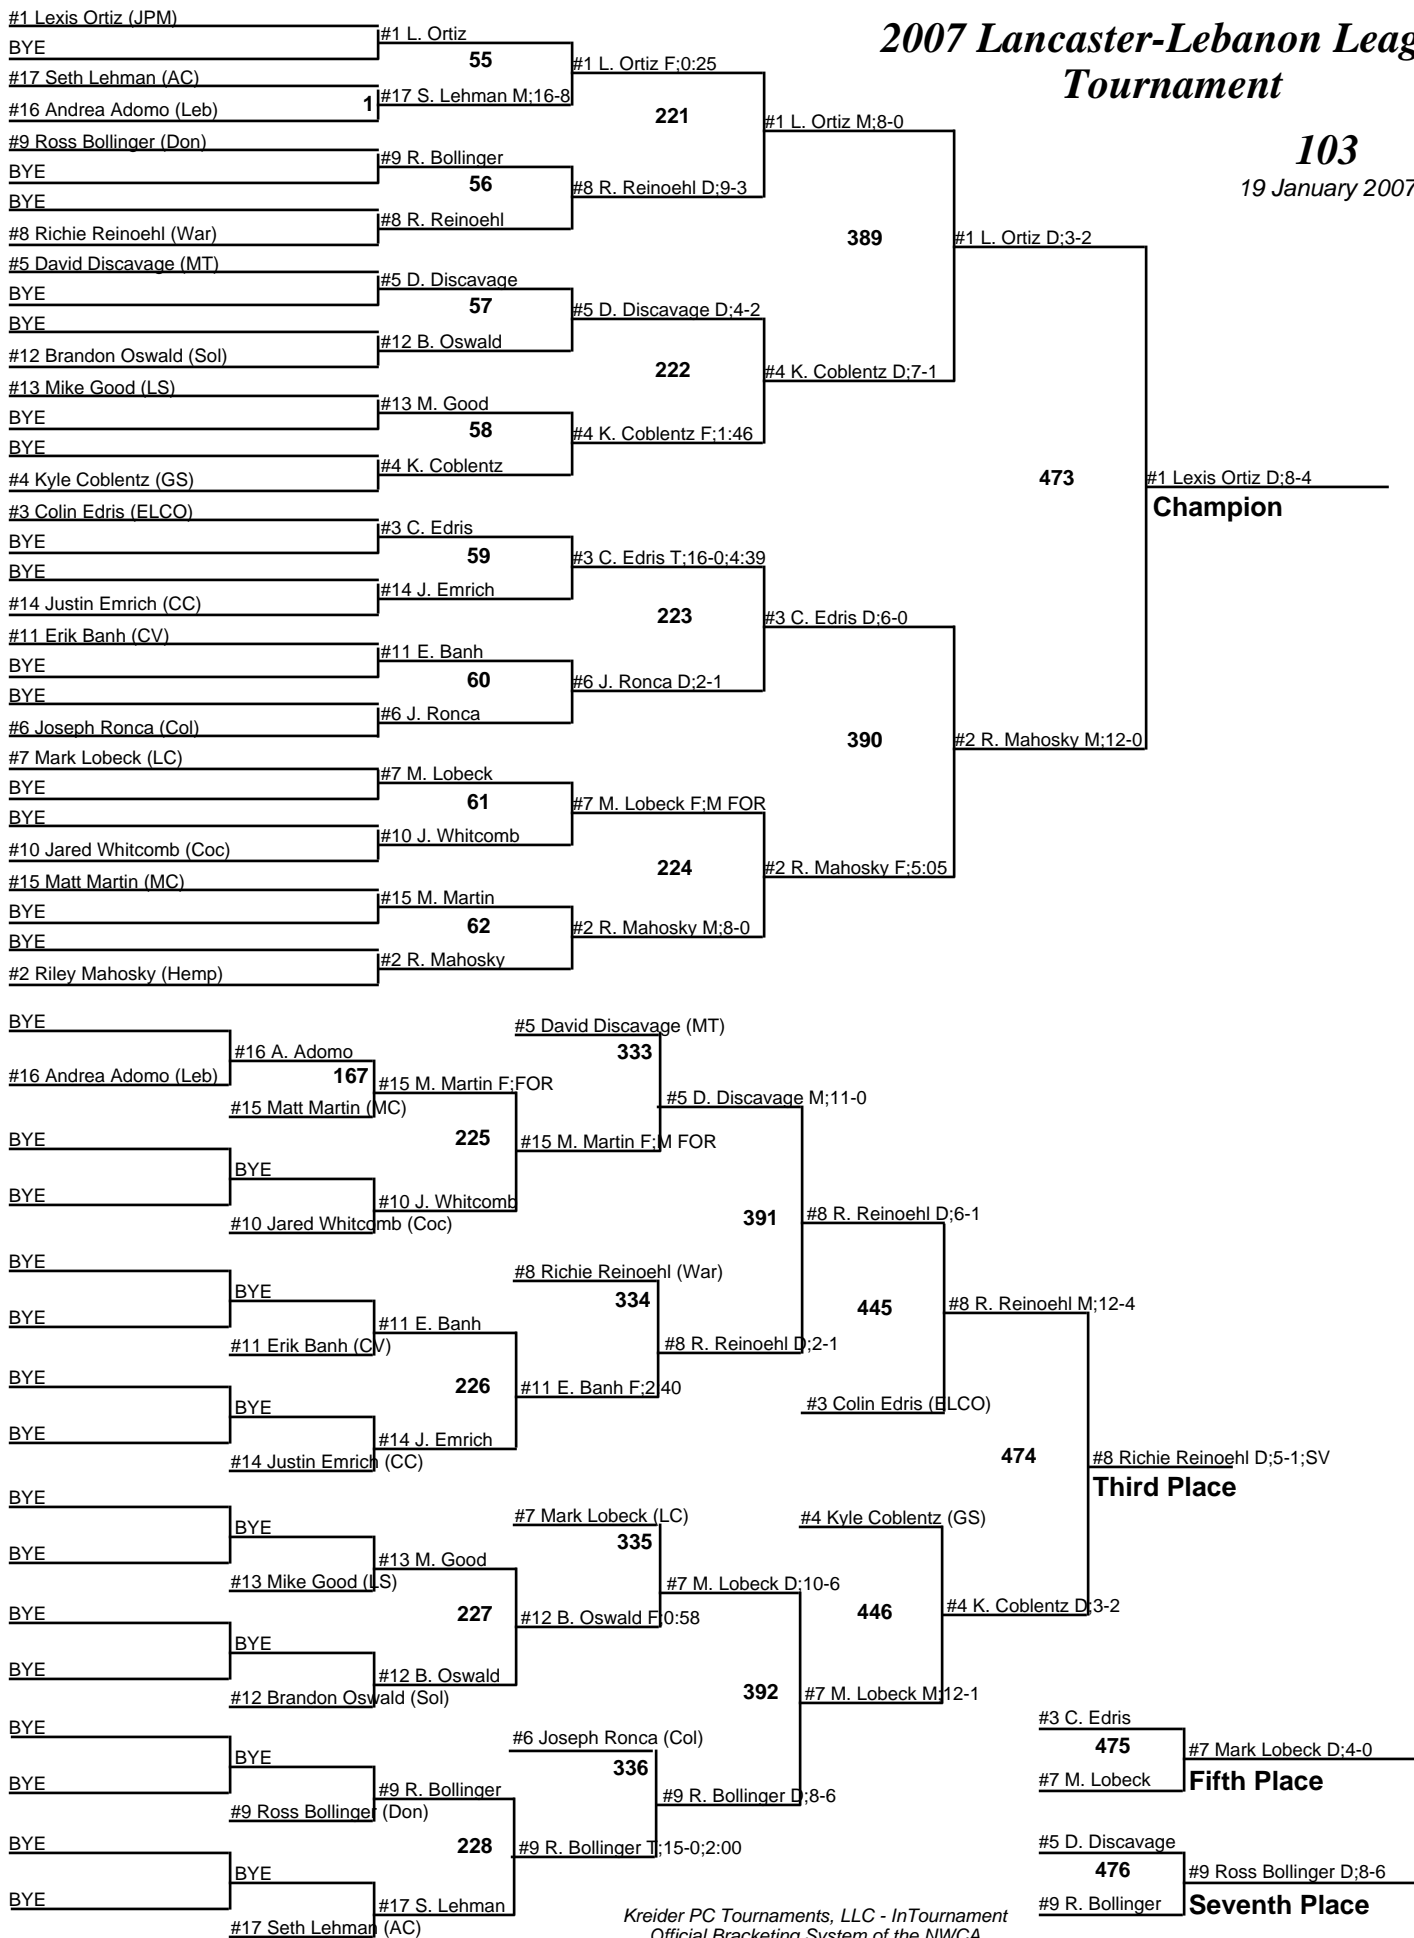 2007 Lancaster-Lebanon Leag
Tournament
103
19 January 2007
#1 Lexis Ortiz (JPM)
BYE
#17 Seth Lehman (AC)
#16 Andrea Adomo (Leb)
#9 Ross Bollinger (Don)
BYE
BYE
#8 Richie Reinoehl (War)
#5 David Discavage (MT)
BYE
BYE
#12 Brandon Oswald (Sol)
#13 Mike Good (LS)
BYE
BYE
#4 Kyle Coblentz (GS)
#3 Colin Edris (ELCO)
BYE
BYE
#14 Justin Emrich (CC)
#11 Erik Banh (CV)
BYE
BYE
#6 Joseph Ronca (Col)
#7 Mark Lobeck (LC)
BYE
BYE
#10 Jared Whitcomb (Coc)
#15 Matt Martin (MC)
BYE
BYE
#2 Riley Mahosky (Hemp)
1
#1 L. Ortiz
55
#17 S. Lehman M;16-8
#9 R. Bollinger
56
#8 R. Reinoehl
#5 D. Discavage
57
#12 B. Oswald
#13 M. Good
58
#4 K. Coblentz
#3 C. Edris
59
#14 J. Emrich
#11 E. Banh
60
#6 J. Ronca
#7 M. Lobeck
61
#10 J. Whitcomb
#15 M. Martin
62
#2 R. Mahosky
#1 L. Ortiz F;0:25
221
#8 R. Reinoehl D;9-3
#5 D. Discavage D;4-2
222
#4 K. Coblentz F;1:46
#3 C. Edris T;16-0;4:39
223
#6 J. Ronca D;2-1
#7 M. Lobeck F;M FOR
224
#2 R. Mahosky M;8-0
#1 L. Ortiz M;8-0
389
#4 K. Coblentz D;7-1
#3 C. Edris D;6-0
390
#2 R. Mahosky F;5:05
#1 L. Ortiz D;3-2
473
#2 R. Mahosky M;12-0
#1 Lexis Ortiz D;8-4
Champion
BYE
#16 Andrea Adomo (Leb)
BYE
BYE
BYE
BYE
BYE
BYE
BYE
BYE
BYE
BYE
BYE
BYE
BYE
BYE
#16 A. Adomo
167
#15 Matt Martin (MC)
BYE
#10 Jared Whitcomb (Coc)
BYE
#11 Erik Banh (CV)
BYE
#14 Justin Emrich (CC)
BYE
#13 Mike Good (LS)
BYE
#12 Brandon Oswald (Sol)
BYE
#9 Ross Bollinger (Don)
BYE
#17 Seth Lehman (AC)
#15 M. Martin F;FOR
225
#10 J. Whitcomb
#11 E. Banh
226
#14 J. Emrich
#13 M. Good
227
#12 B. Oswald
#9 R. Bollinger
228
#17 S. Lehman
#5 David Discavage (MT)
333
#15 M. Martin F;M FOR
#8 Richie Reinoehl (War)
334
#11 E. Banh F;2:40
#7 Mark Lobeck (LC)
335
#12 B. Oswald F;0:58
#6 Joseph Ronca (Col)
336
#9 R. Bollinger T;15-0;2:00
#5 D. Discavage M;11-0
391
#8 R. Reinoehl D;2-1
#7 M. Lobeck D;10-6
392
#9 R. Bollinger D;8-6
#8 R. Reinoehl D;6-1
445
#3 Colin Edris (ELCO)
#4 Kyle Coblentz (GS)
446
#7 M. Lobeck M;12-1
#8 R. Reinoehl M;12-4
474
#4 K. Coblentz D;3-2
#8 Richie Reinoehl D;5-1;SV
Third Place
#3 C. Edris
475
#7 M. Lobeck
#7 Mark Lobeck D;4-0
Fifth Place
#5 D. Discavage
476
#9 R. Bollinger
#9 Ross Bollinger D;8-6
Seventh Place
Kreider PC Tournaments, LLC - InTournament
Official Bracketing System of the NWCA